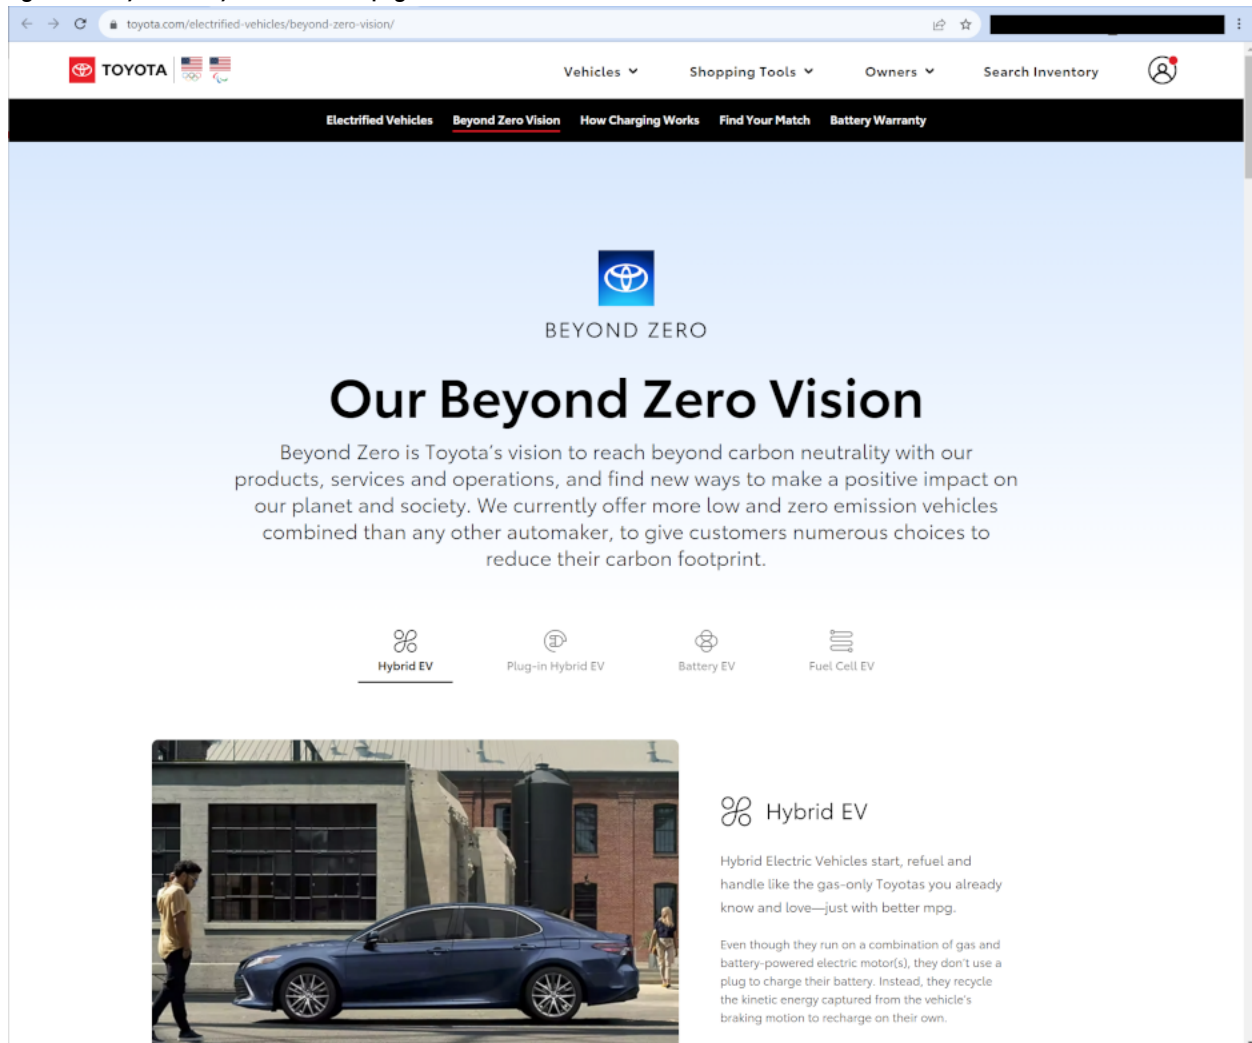 toyota.com/electrified-vehicles/beyond-zero-vision/
TOYOTA
Vehicles
Shopping Tools
Owners
Search Inventory
Electrified Vehicles
Beyond Zero Vision
How Charging Works
Find Your Match
Battery Warranty
BEYOND ZERO
Our Beyond Zero Vision
Beyond Zero is Toyota's vision to reach beyond carbon neutrality with our
products, services and operations, and find new ways to make a positive impact on
our planet and society. We currently offer more low and zero emission vehicles
combined than any other automaker, to give customers numerous choices to
reduce their carbon footprint.
Hybrid EV
Plug-in Hybrid EV
Battery EV
Fuel Cell EV
Hybrid EV
Hybrid Electric Vehicles start, refuel and
handle like the gas-only Toyotas you already
know and love—just with better mpg.
Even though they run on a combination of gas and
battery-powered electric motor(s), they don't use a
plug to charge their battery. Instead, they recycle
the kinetic energy captured from the vehicle's
braking motion to recharge on their own.